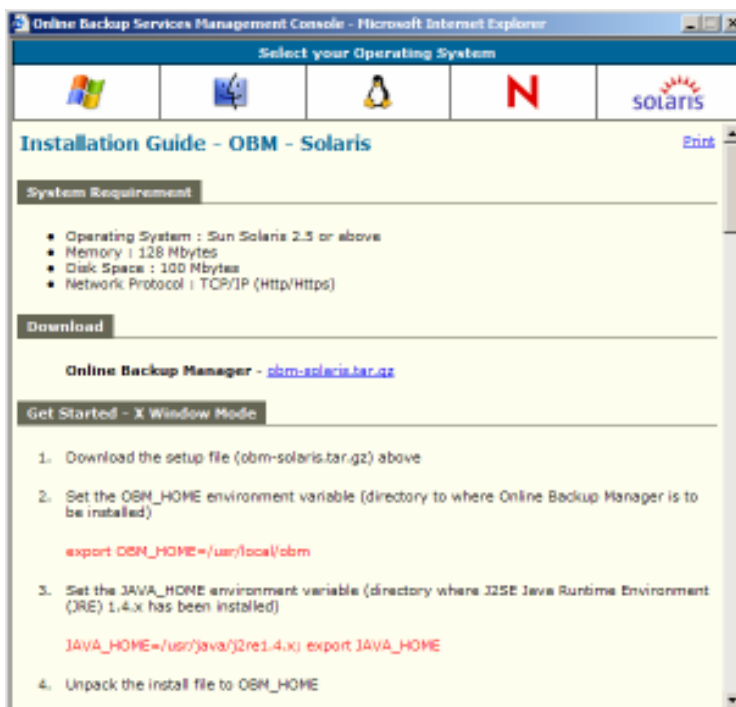 Online Backup Services Management Console - Microsoft Internet Explorer
Select your Operating System
N
solaris
Installation Guide - OBM - Solaris
Print
System Requirement
• Operating System : Sun Solaris 2.5 or above
• Memory : 128 Mbytes
• Disk Space : 100 Mbytes
• Network Protocol : TCP/IP (Http/Https)
Download
Online Backup Manager - obm-solaris.tar.gz
Get Started - X Window Mode
1. Download the setup file (obm-solaris.tar.gz) above
2. Set the OBM_HOME environment variable (directory to where Online Backup Manager is to
be installed)
export OBM_HOME=/usr/local/obm
3. Set the JAVA_HOME environment variable (directory where J2SE Java Runtime Environment
(JRE) 1.4.x has been installed)
JAVA_HOME=/usr/java/j2re1.4.x; export JAVA_HOME
4. Unpack the install file to OBM_HOME